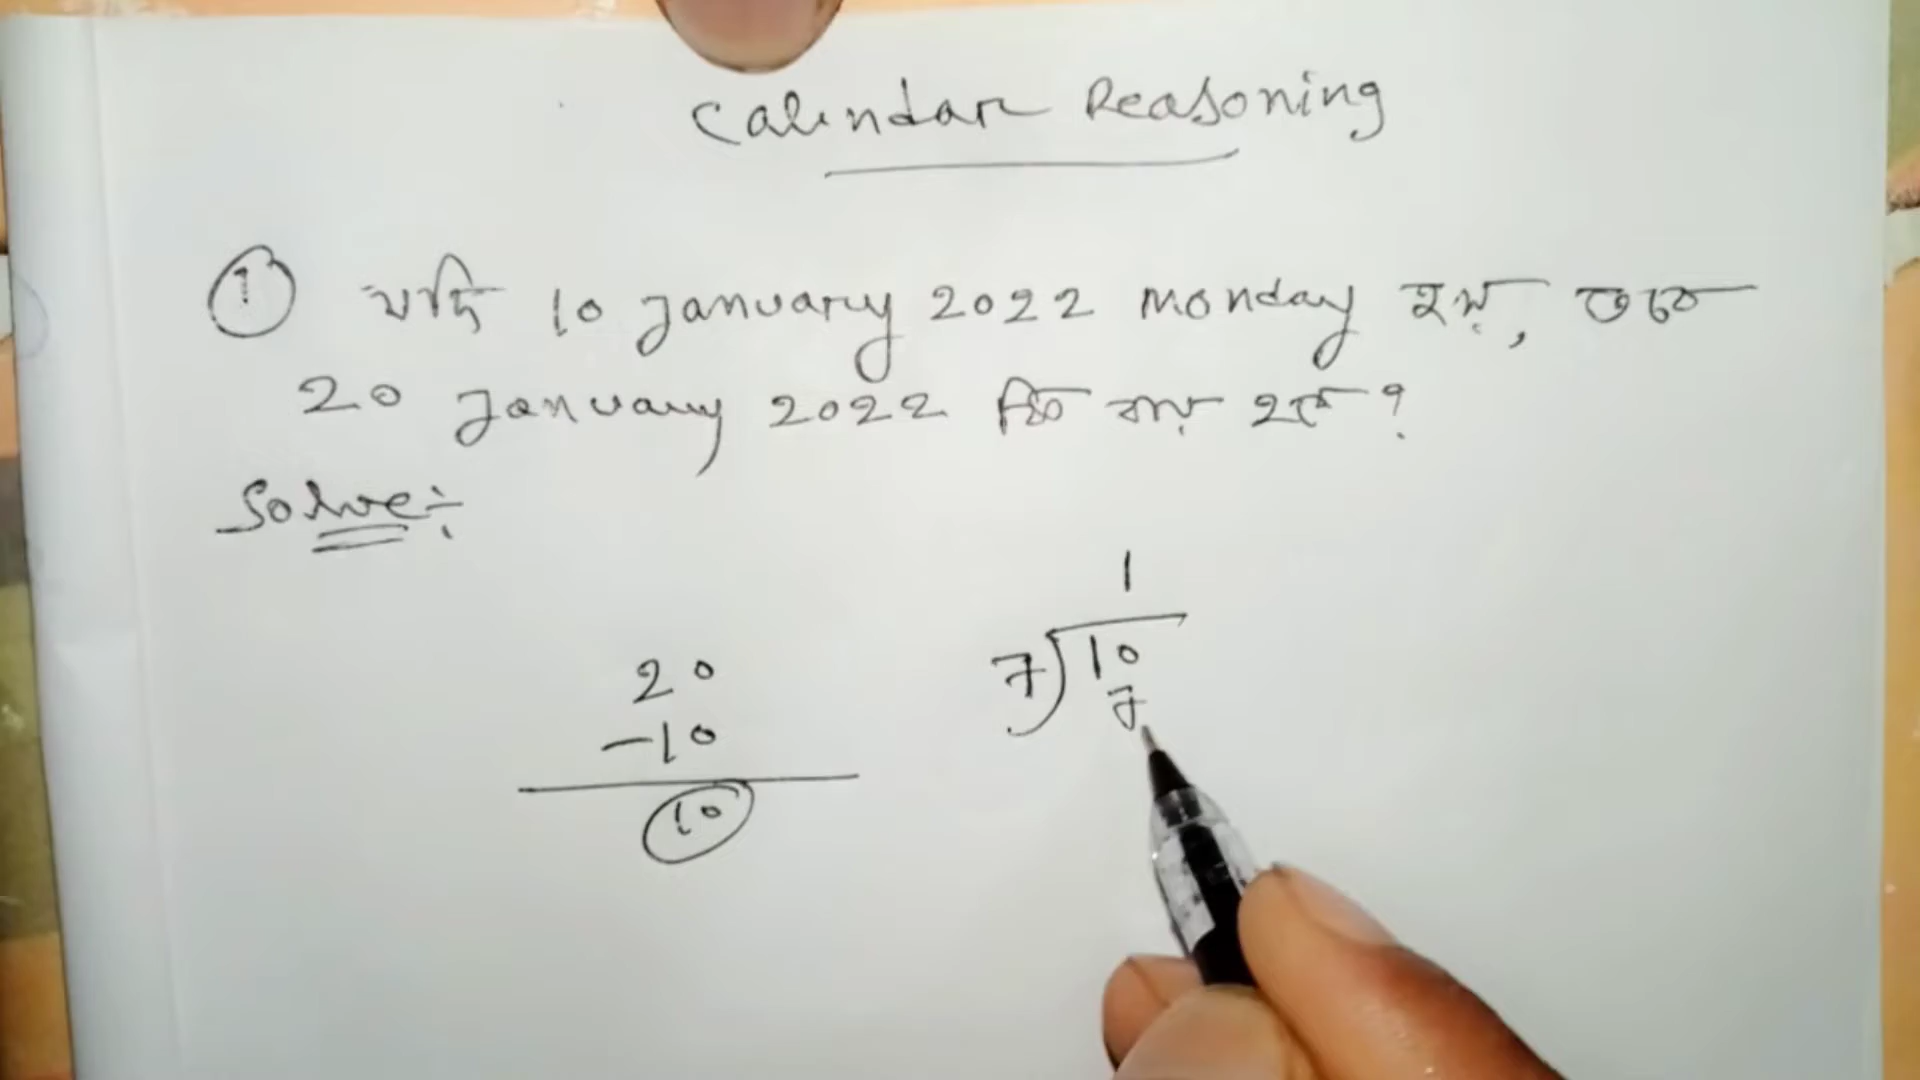 Calendar Reasoning
① যদি 10 January 2022 Monday হয়, তবে
20 January 2022 কি বার হবে?
Solve:-
1
20 7)10
-10 7
10